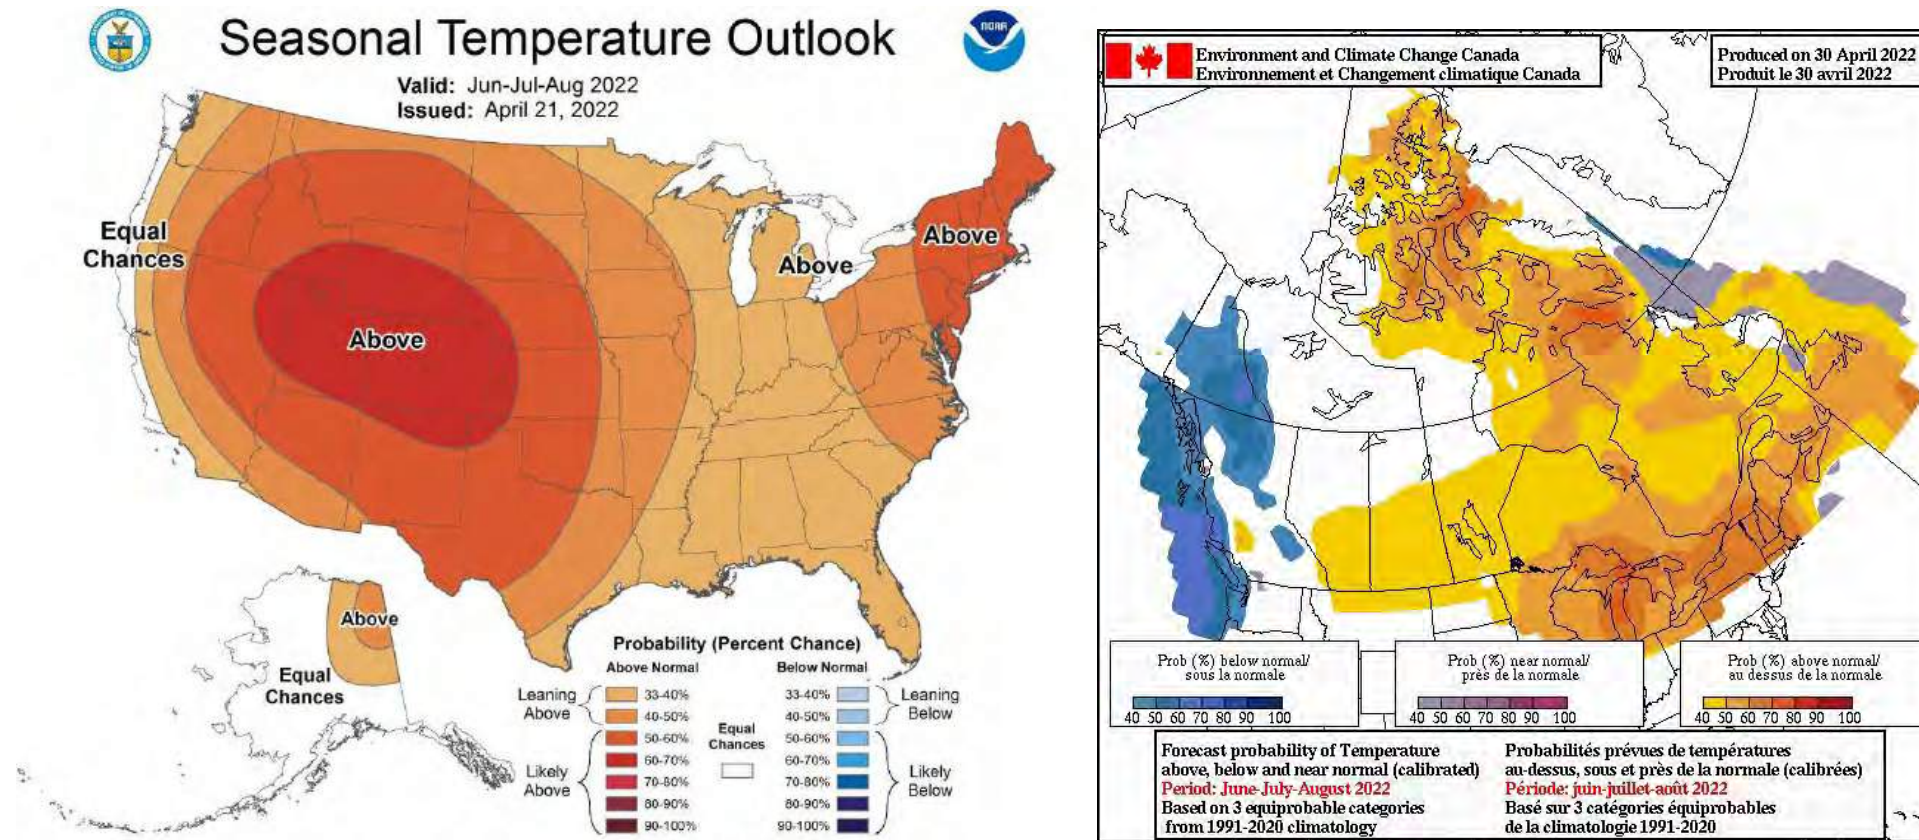 NOAA
Seasonal Temperature Outlook
Valid: Jun-Jul-Aug 2022
Issued: April 21, 2022
Equal
Chances
Above
Above
Above
Above
Equal
Chances
Probability (Percent Chance)
Above Normal
Below Normal
Leaning
Above
33-40%
40-50%
Likely
Above
50-60%
60-70%
70-80%
80-90%
90-100%
Equal
Chances
33-40%
40-50%
Leaning
Below
50-60%
60-70%
70-80%
80-90%
90-100%
Likely
Below
Environment and Climate Change Canada
Environnement et Changement climatique Canada
Produced on 30 April 2022
Produit le 30 avril 2022
Prob (%) below normal/
sous la normale
40 50 60 70 80 90 100
Prob (%) near normal/
près de la normale
40 50 60 70 80 90 100
Prob (%) above normal/
au dessus de la normale
40 50 60 70 80 90 100
Forecast probability of Temperature
above, below and near normal (calibrated)
Period: June-July-August 2022
Based on 3 equiprobable categories
from 1991-2020 climatology
Probabilités prévues de températures
au-dessus, sous et près de la normale (calibrées)
Période: juin-juillet-août 2022
Basé sur 3 catégories équiprobables
de la climatologie 1991-2020